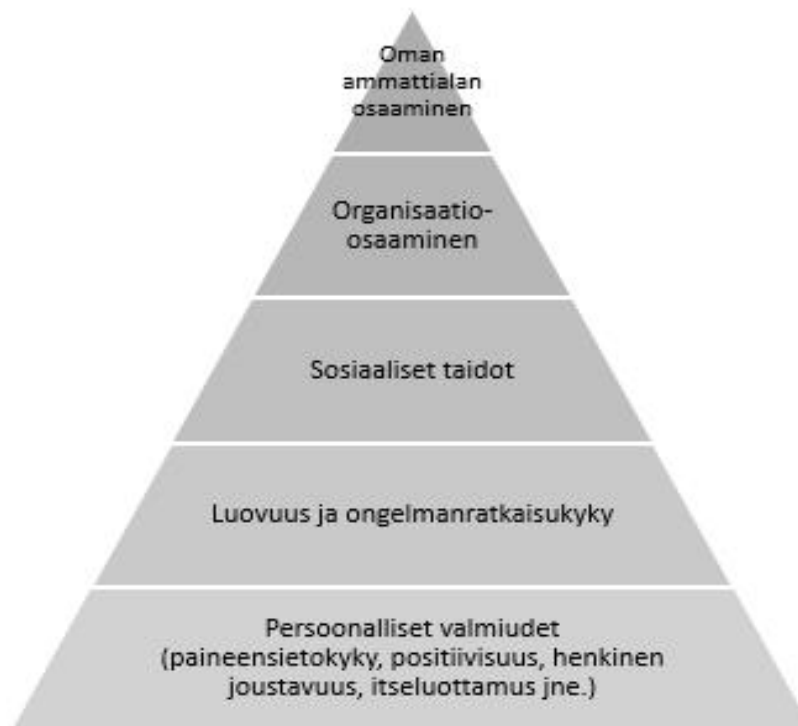 Oman
ammattialan
osaaminen
Organisaatio-
osaaminen
Sosiaaliset taidot
Luovuus ja ongelmanratkaisukyky
Persoonalliset valmiudet
(paineensietokyky, positiivisuus, henkinen
joustavuus, itseluottamus jne.)